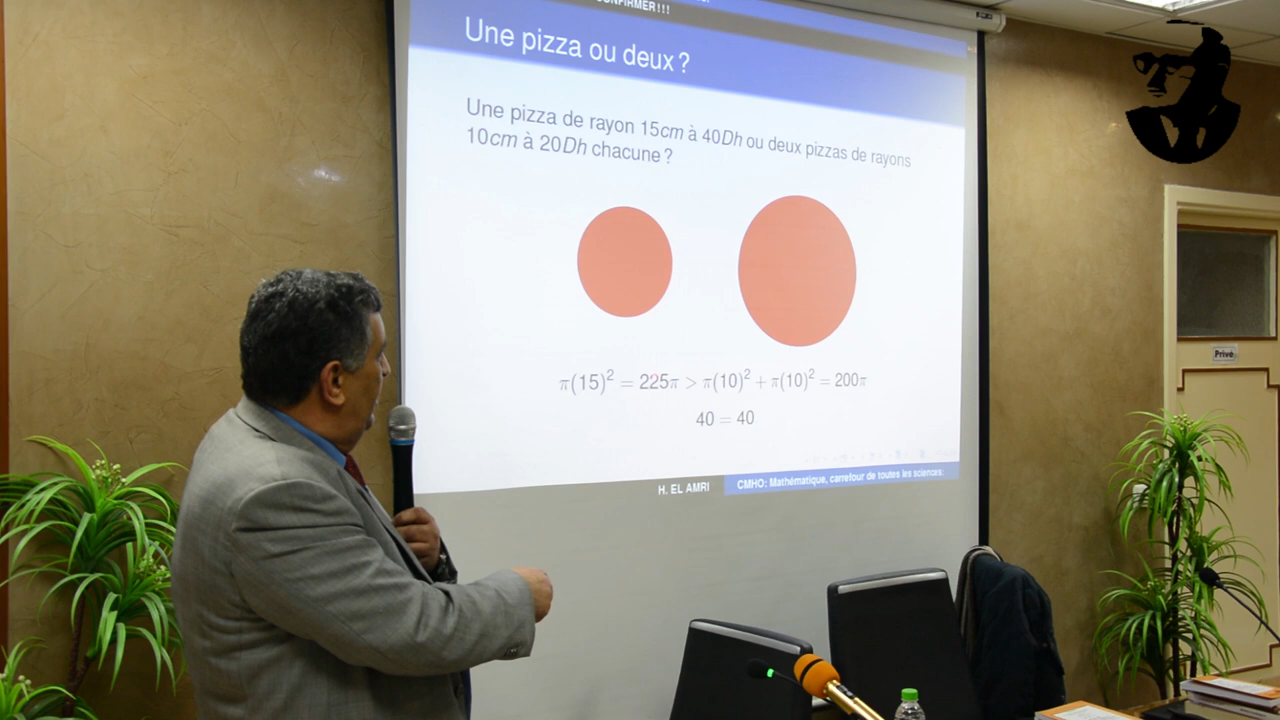 CONFIRMER!!!
Une pizza ou deux ?
Une pizza de rayon 15cm à 40Dh ou deux pizzas de rayons
10cm à 20Dh chacune ?
π(15)² = 225π > π(10)² + π(10)² = 200π
40 = 40
H. EL AMRI
CMHO: Mathématique, carrefour de toutes les sciences:
Privé